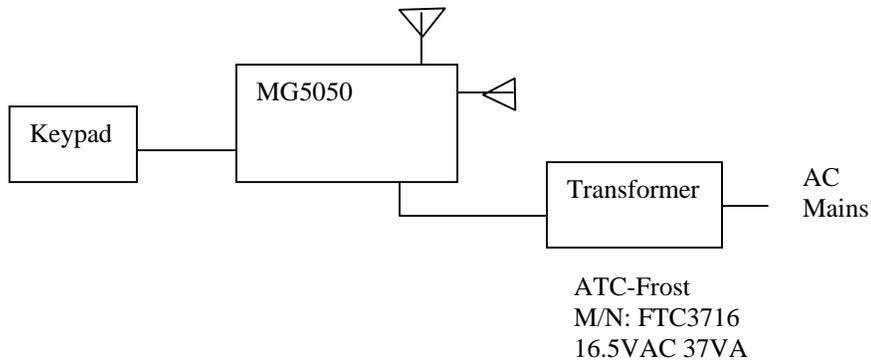 MG5050
Keypad
Transformer
AC
Mains
ATC-Frost
M/N: FTC3716
16.5VAC 37VA